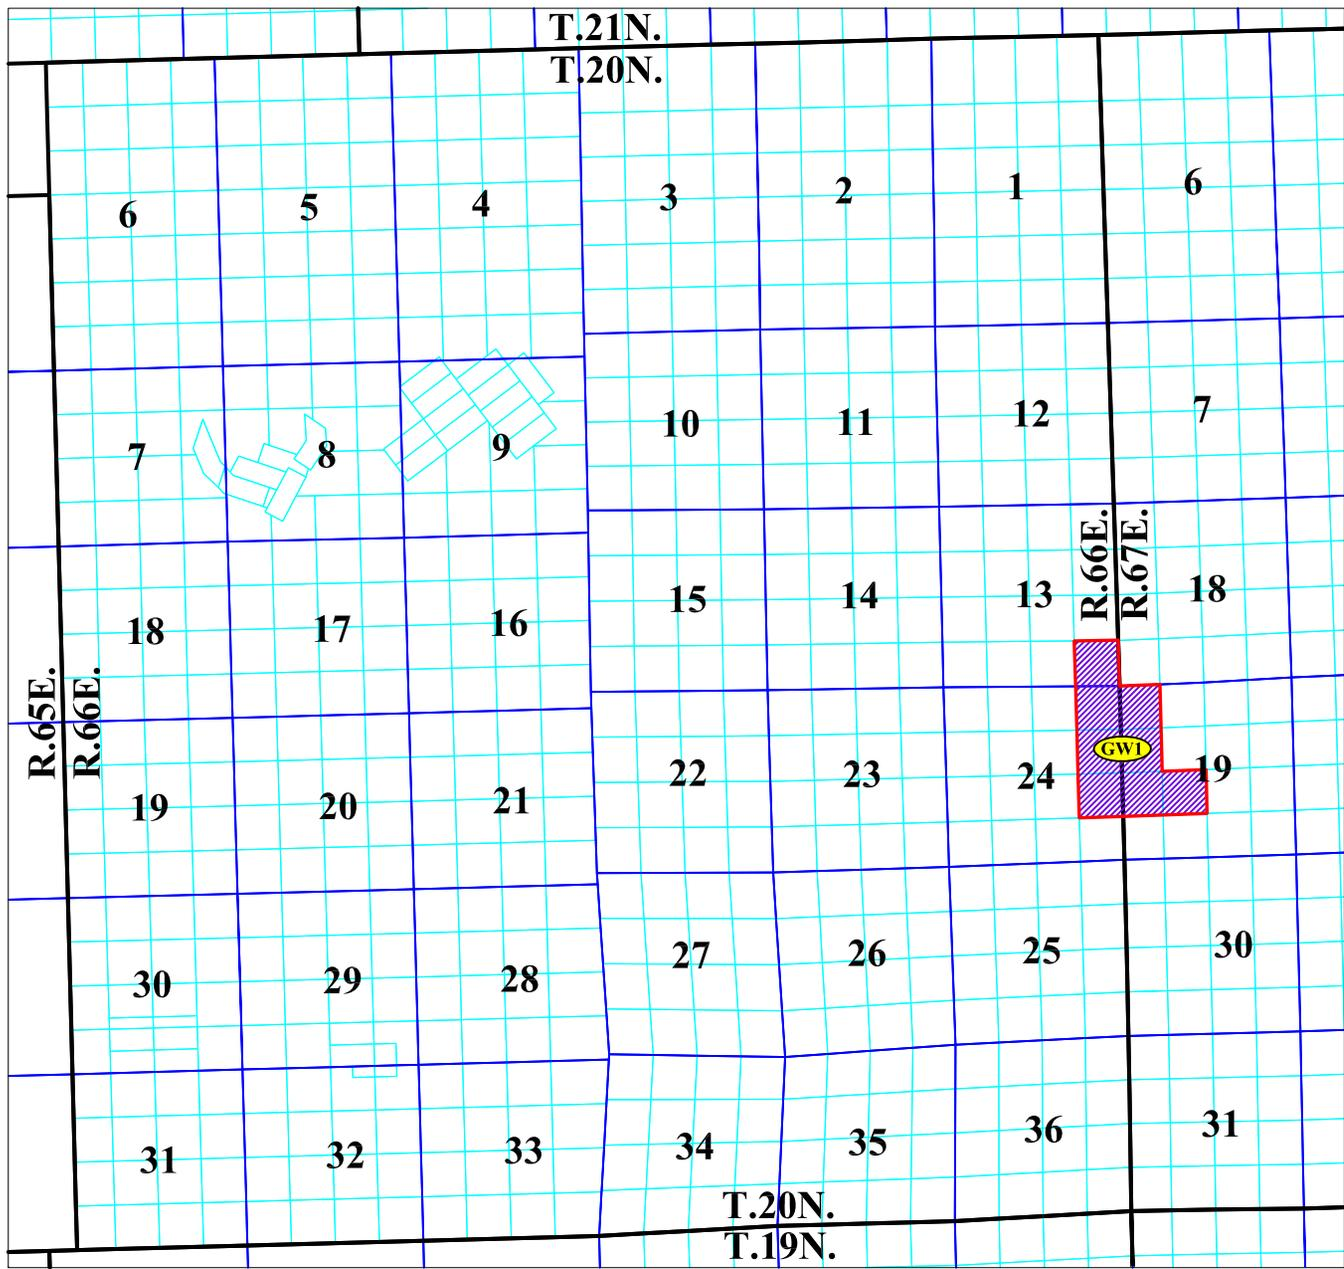 T.21N.
T.20N.
6 5 4 3 2 1 6
7 8 9 10 11 12 7
R.66E.
R.67E.
18 17 16 15 14 13 18
R.65E.
R.66E.
GW1
19 20 21 22 23 24 19
30 29 28 27 26 25 30
31 32 33 34 35 36 31
T.20N.
T.19N.